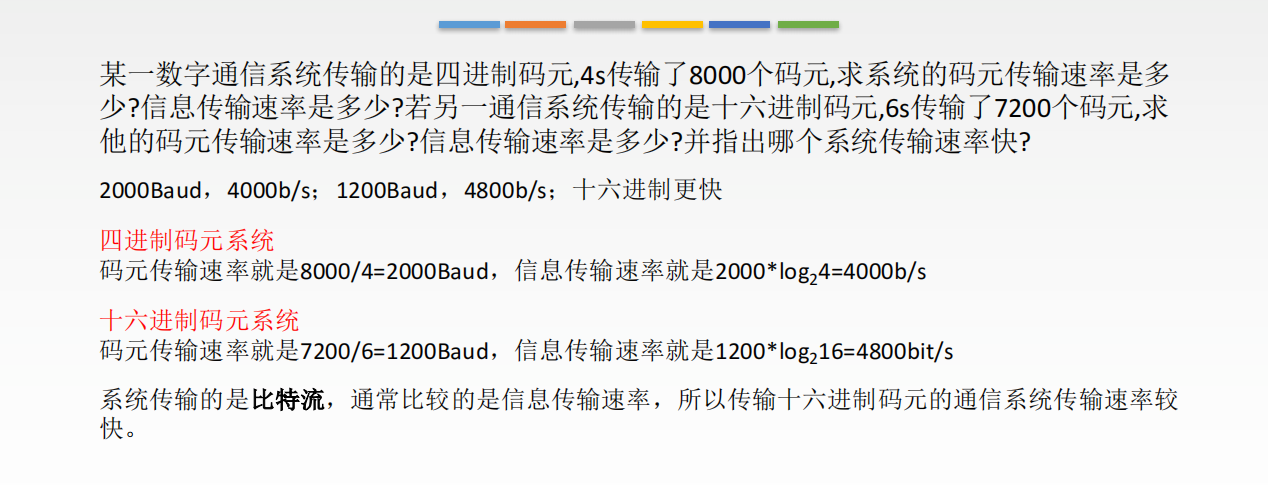 某一数字通信系统传输的是四进制码元,4s传输了8000个码元,求系统的码元传输速率是多
少?信息传输速率是多少?若另一通信系统传输的是十六进制码元,6s传输了7200个码元,求
他的码元传输速率是多少?信息传输速率是多少?并指出哪个系统传输速率快?
2000Baud，4000b/s；1200Baud，4800b/s；十六进制更快
四进制码元系统
码元传输速率就是8000/4=2000Baud，信息传输速率就是2000*log₂4=4000b/s
十六进制码元系统
码元传输速率就是7200/6=1200Baud，信息传输速率就是1200*log₂16=4800bit/s
系统传输的是比特流，通常比较的是信息传输速率，所以传输十六进制码元的通信系统传输速率较
快。